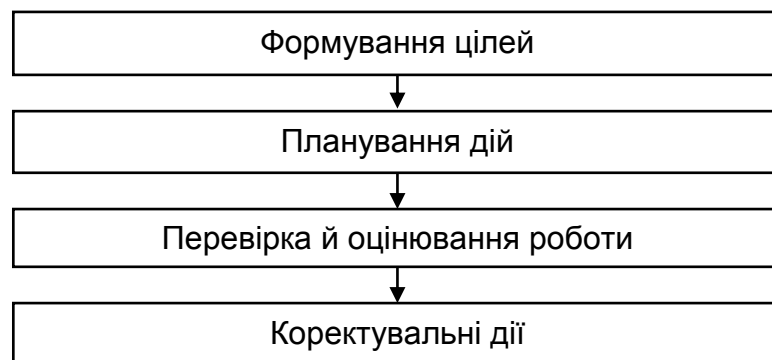 Формування цілей
Планування дій
Перевірка й оцінювання роботи
Коректувальні дії